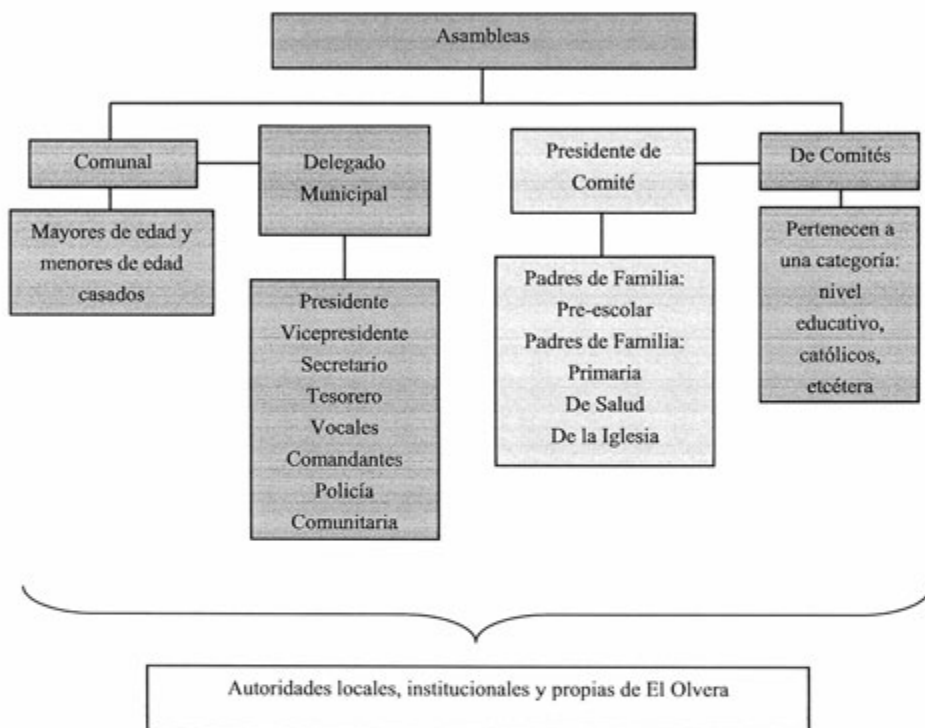 Asambleas
Comunal
Mayores de edad y
menores de edad
casados
Delegado
Municipal
Presidente
Vicepresidente
Secretario
Tesorero
Vocales
Comandantes
Policía
Comunitaria
Presidente de
Comité
Padres de Familia:
Pre-escolar
Padres de Familia:
Primaria
De Salud
De la Iglesia
De Comités
Pertenecen a
una categoría:
nivel
educativo,
católicos,
etcétera
Autoridades locales, institucionales y propias de El Olvera